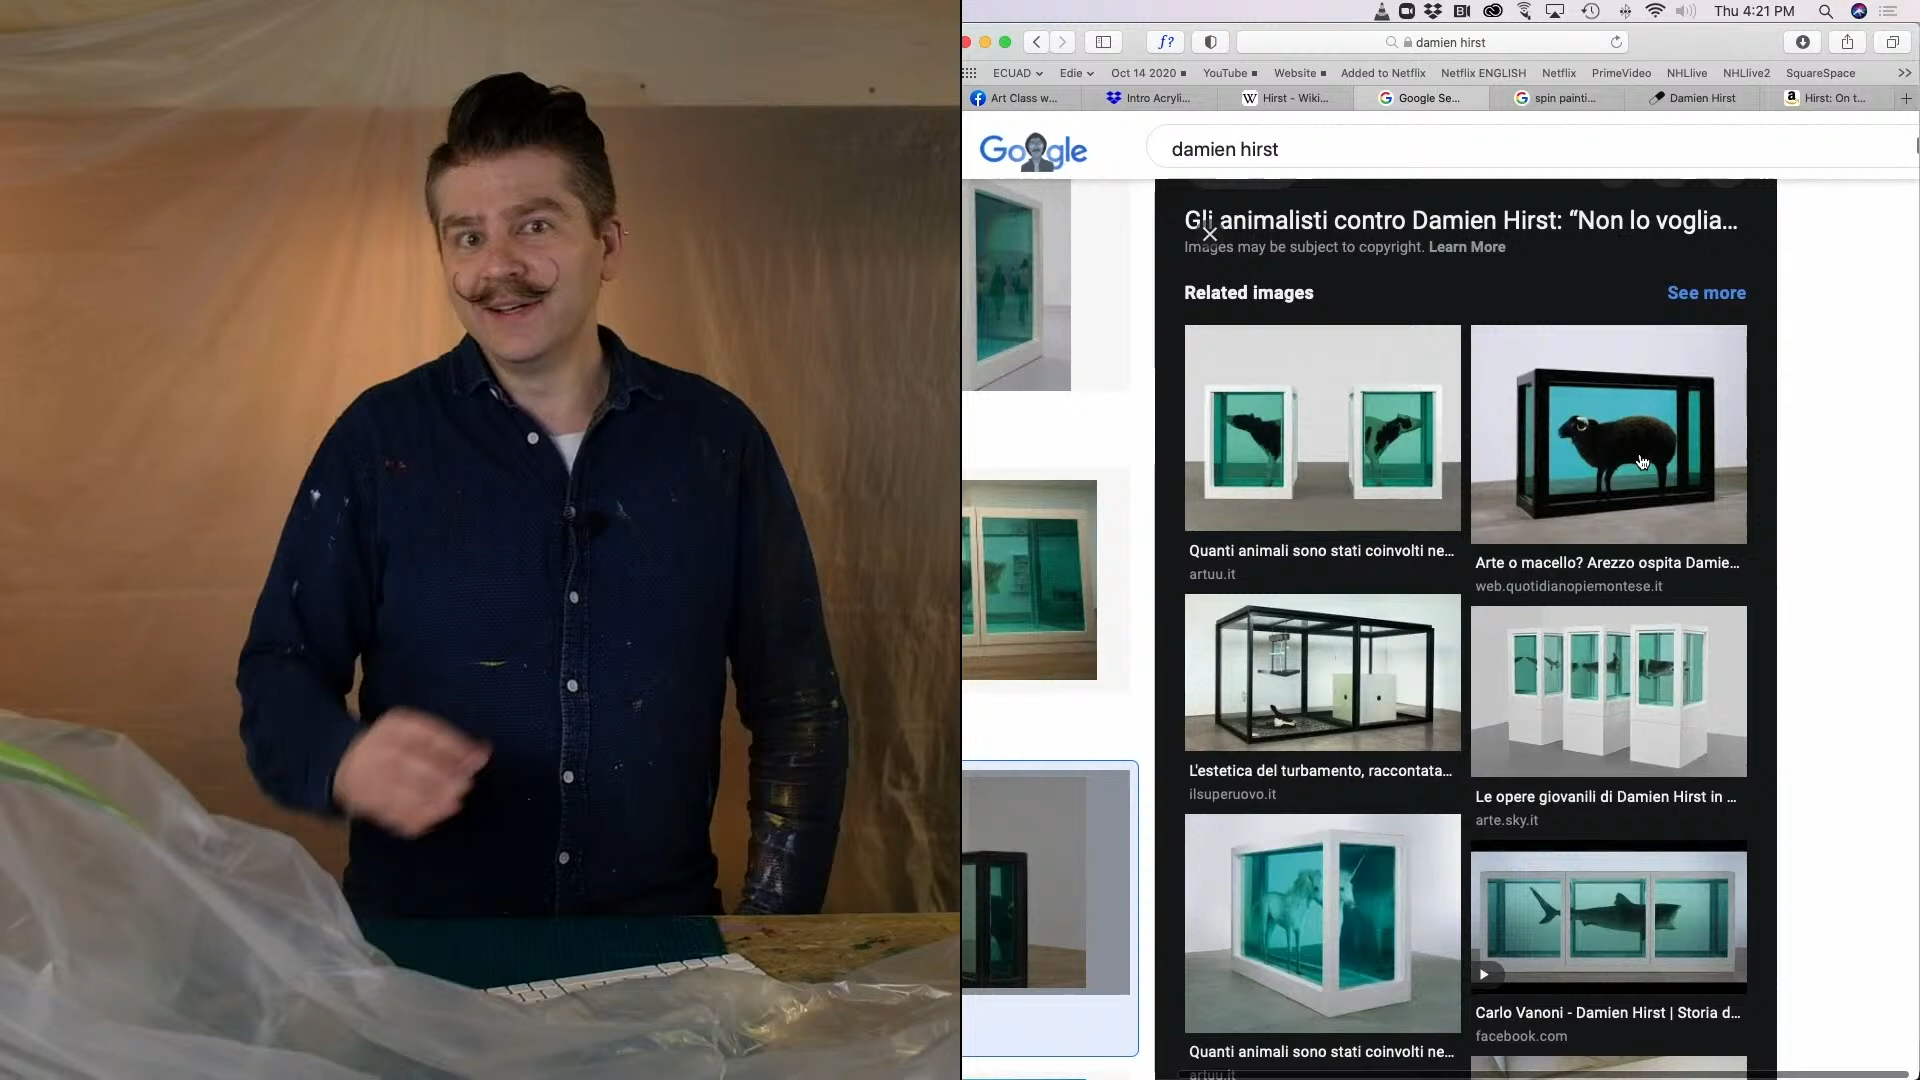 Thu 4:21 PM
f?
damien hirst
ECUAD
Edie
Oct 14 2020
YouTube
Website
Added to Netflix
Netflix ENGLISH
Netflix
PrimeVideo
NHLlive
NHLlive2
SquareSpace
Art Class w...
Intro Acryli...
Hirst - Wiki...
Google Se...
spin painti...
Damien Hirst
Hirst: On t...
Google
damien hirst
Gli animalisti contro Damien Hirst: “Non lo voglia...
Images may be subject to copyright. Learn More
Related images
See more
Quanti animali sono stati coinvolti ne...
artuu.it
Arte o macello? Arezzo ospita Damie...
web.quotidianopiemontese.it
L'estetica del turbamento, raccontata...
ilsuperuovo.it
Le opere giovanili di Damien Hirst in ...
arte.sky.it
Carlo Vanoni - Damien Hirst | Storia d...
facebook.com
Quanti animali sono stati coinvolti ne...
artuu.it